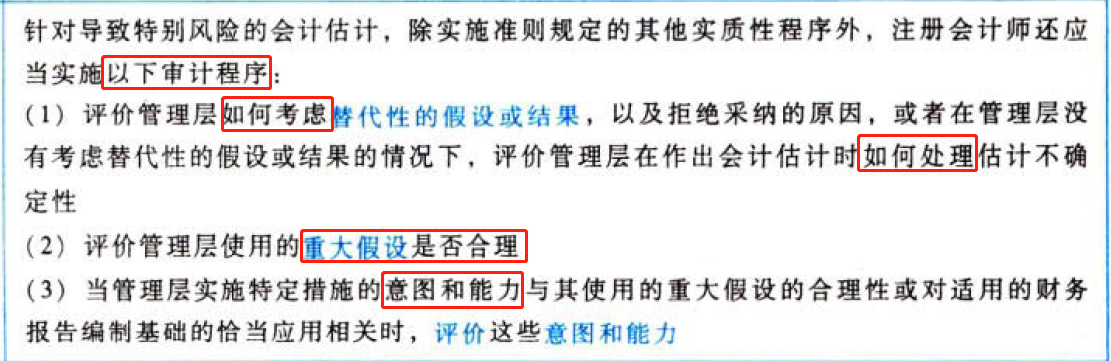 针对导致特别风险的会计估计，除实施准则规定的其他实质性程序外，注册会计师还应
当实施以下审计程序：
（1）评价管理层如何考虑替代性的假设或结果，以及拒绝采纳的原因，或者在管理层没
有考虑替代性的假设或结果的情况下，评价管理层在作出会计估计时如何处理估计不确
定性
（2）评价管理层使用的重大假设是否合理
（3）当管理层实施特定措施的意图和能力与其使用的重大假设的合理性或对适用的财务
报告编制基础的恰当应用相关时，评价这些意图和能力